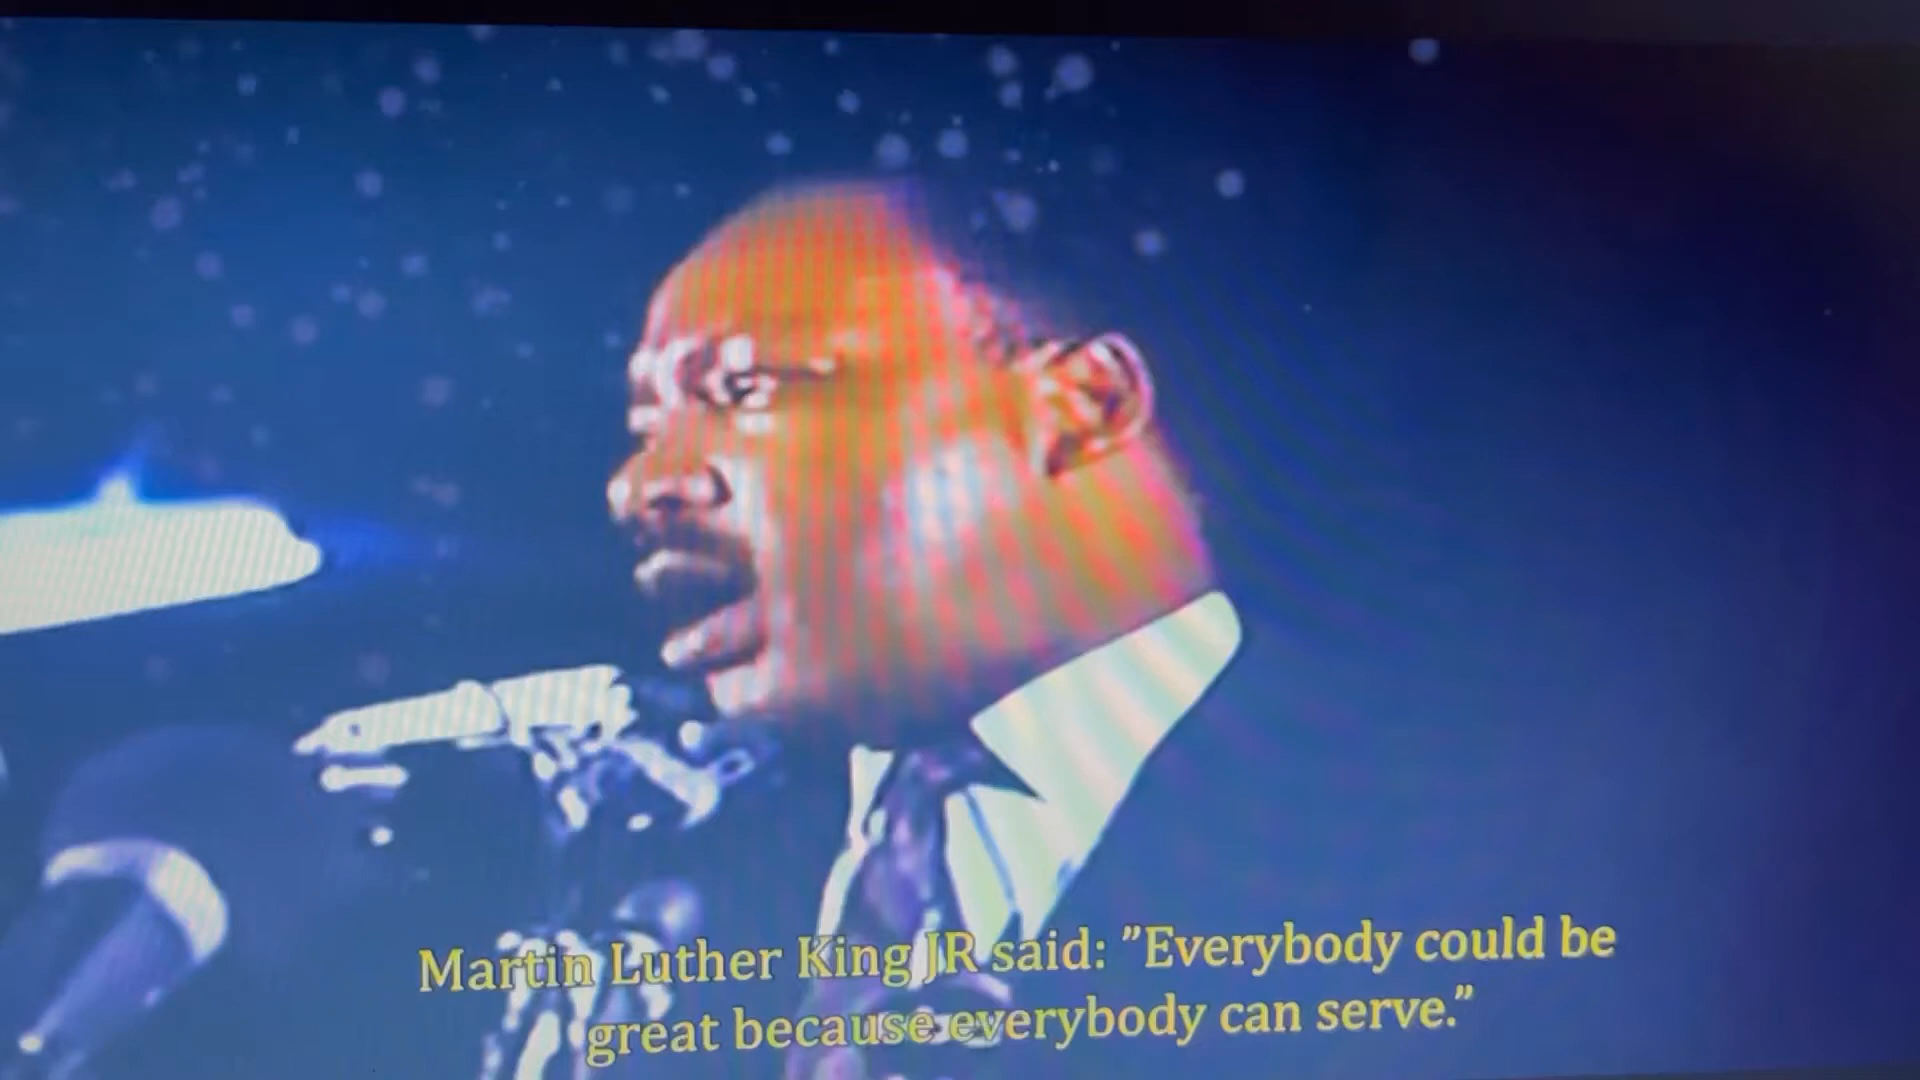 Martin Luther King JR said: ”Everybody could be
great because everybody can serve.”